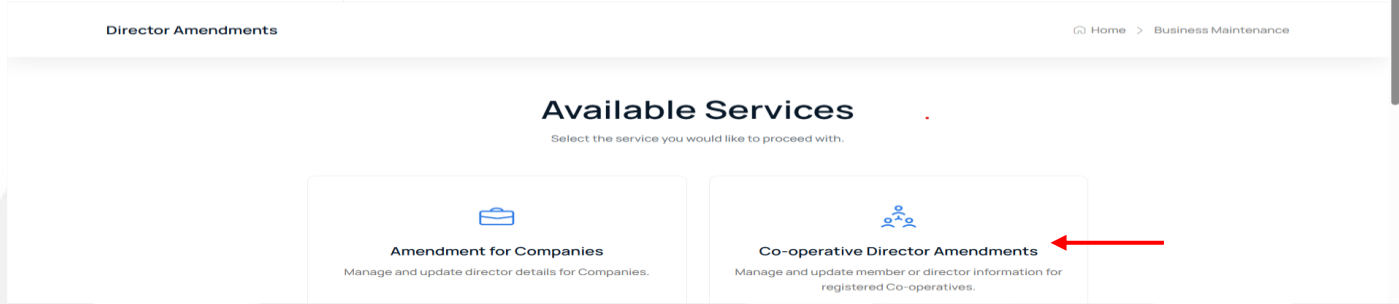 Director Amendments
Home > Business Maintenance
Available Services
Select the service you would like to proceed with.
Amendment for Companies
Manage and update director details for Companies.
Co-operative Director Amendments
Manage and update member or director information for
registered Co-operatives.